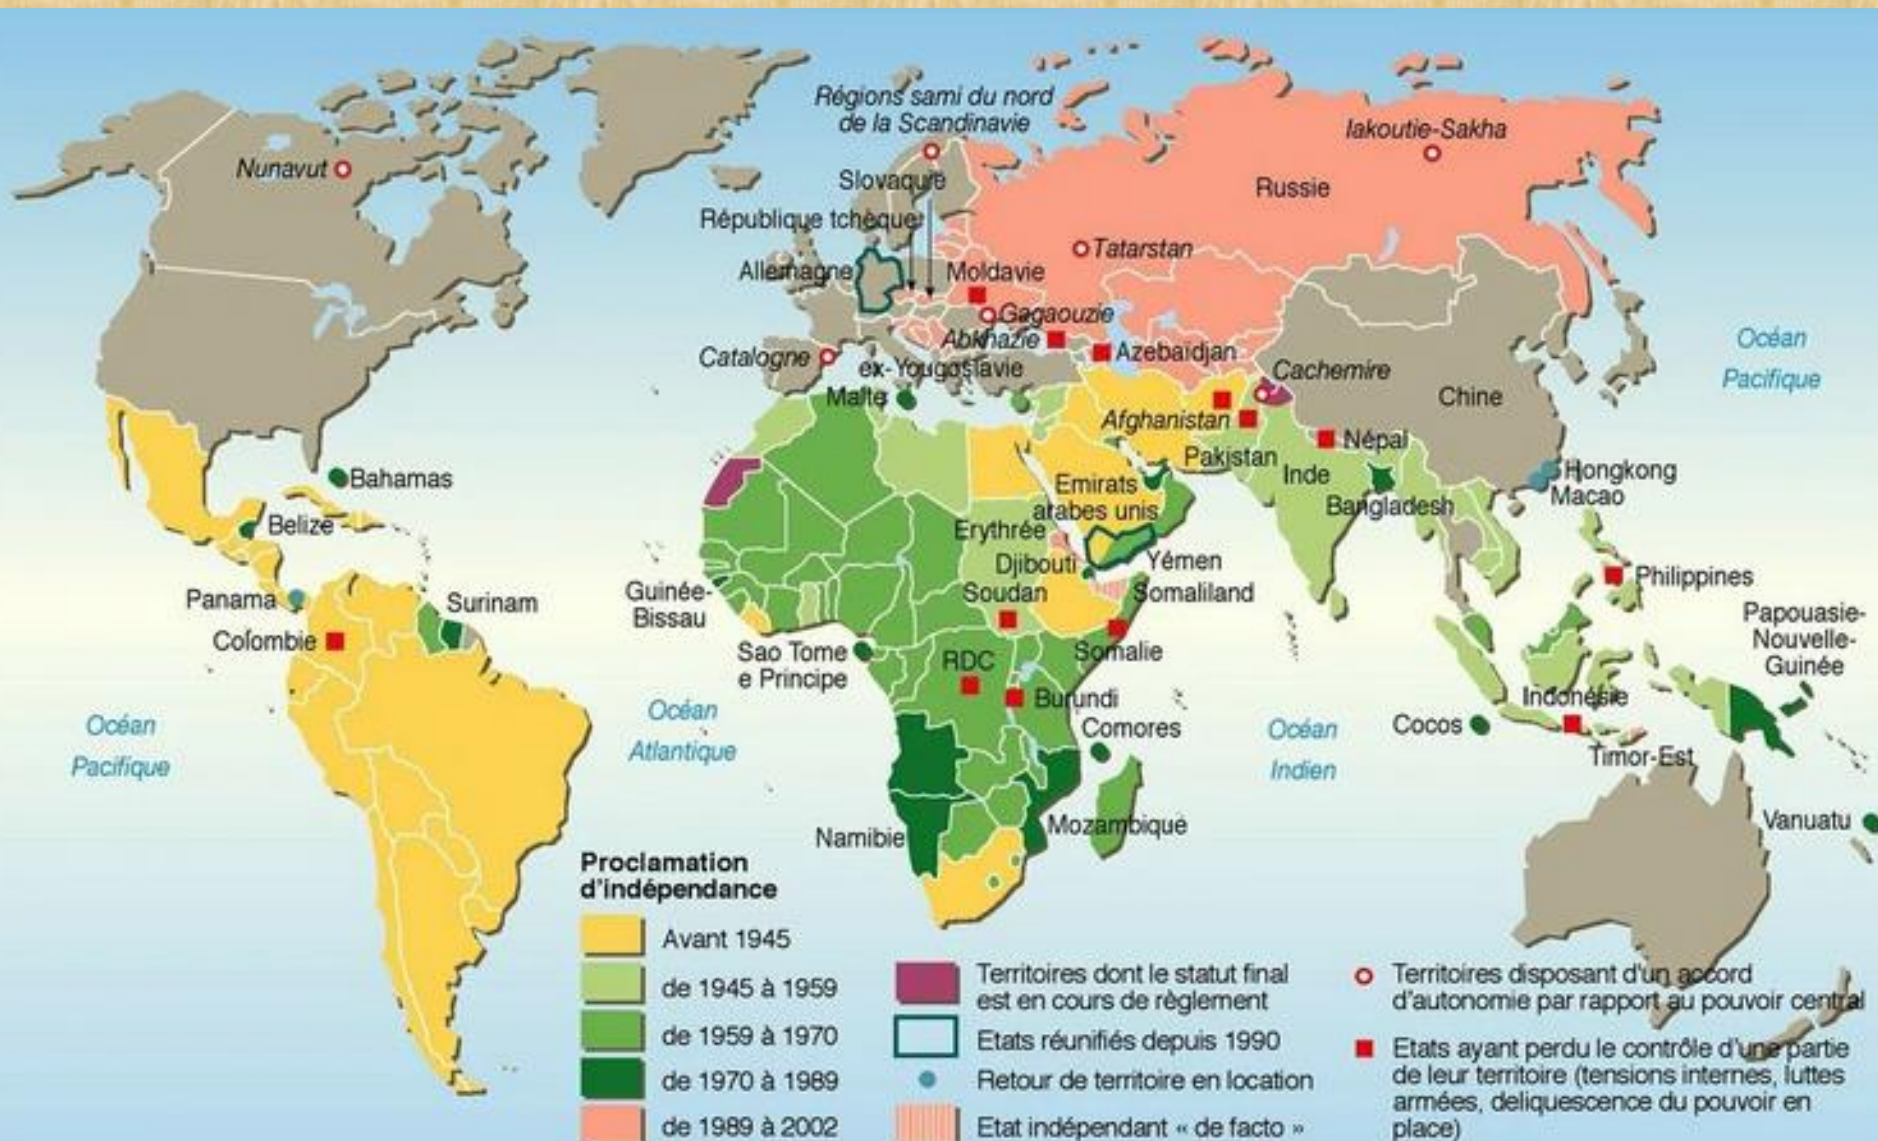 Régions sami du nord
de la Scandinavie
Iakoutie-Sakha
Nunavut
Slovaquie
Russie
République tchèque
Tatarstan
Allemagne
Moldavie
Gagaouzie
Abkhazie
Océan
Pacifique
Catalogne
Azebaïdjan
ex-Yougoslavie
Cachemire
Malte
Chine
Afghanistan
Népal
Pakistan
Bahamas
Inde
Hongkong
Macao
Emirats
arabes unis
Bangladesh
Belize
Erythrée
Djibouti
Yémen
Philippines
Panama
Surinam
Guinée-
Bissau
Soudan
Somaliland
Papouasie-
Nouvelle-
Guinée
Colombie
Sao Tome
e Principe
RDC
Somalie
Burundi
Indonésie
Océan
Pacifique
Océan
Atlantique
Comores
Océan
Indien
Cocos
Timor-Est
Namibie
Mozambique
Vanuatu
Proclamation
d'indépendance
Avant 1945
de 1945 à 1959
de 1959 à 1970
de 1970 à 1989
de 1989 à 2002
Territoires dont le statut final
est en cours de règlement
Etats réunifiés depuis 1990
Retour de territoire en location
Etat indépendant « de facto »
Territoires disposant d'un accord
d'autonomie par rapport au pouvoir central
Etats ayant perdu le contrôle d'une partie
de leur territoire (tensions internes, luttes
armées, deliquescence du pouvoir en
place)